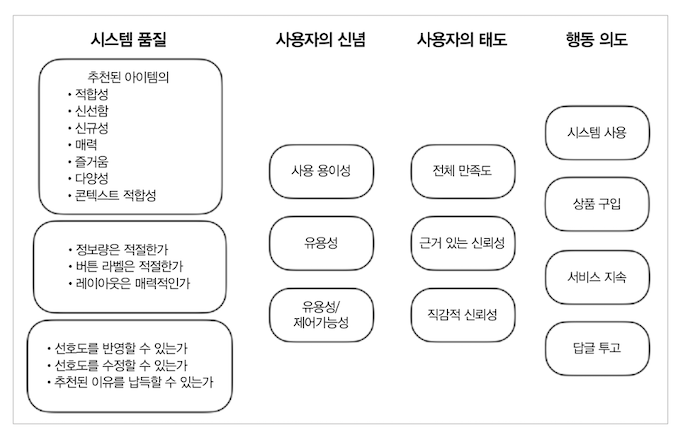 시스템 품질
사용자의 신념
사용자의 태도
행동 의도
추천된 아이템의
• 적합성
• 신선함
• 신규성
• 매력
• 즐거움
• 다양성
• 콘텍스트 적합성
• 정보량은 적절한가
• 버튼 라벨은 적절한가
• 레이아웃은 매력적인가
• 선호도를 반영할 수 있는가
• 선호도를 수정할 수 있는가
• 추천된 이유를 납득할 수 있는가
사용 용이성
유용성
유용성/
제어가능성
전체 만족도
근거 있는 신뢰성
직감적 신뢰성
시스템 사용
상품 구입
서비스 지속
답글 투고